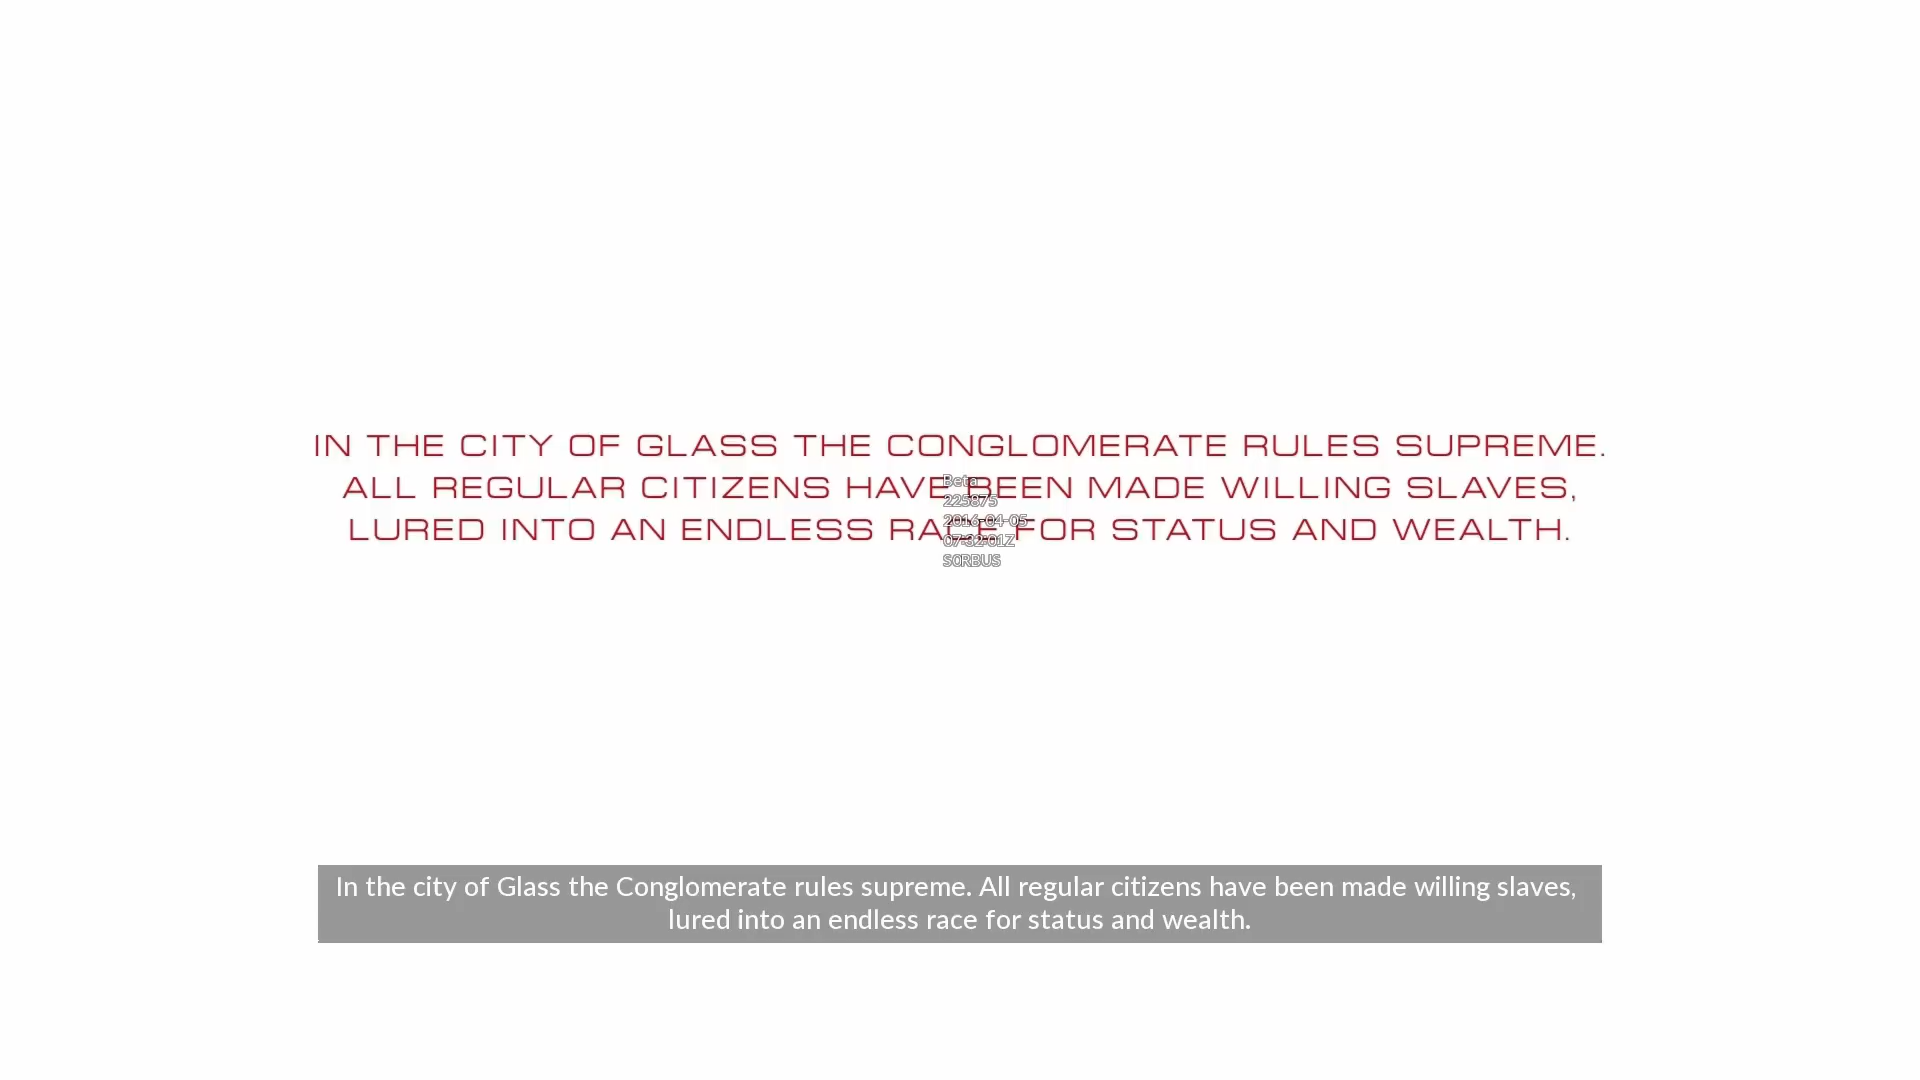 IN THE CITY OF GLASS THE CONGLOMERATE RULES SUPREME.
ALL REGULAR CITIZENS HAVE BEEN MADE WILLING SLAVES,
LURED INTO AN ENDLESS RACE FOR STATUS AND WEALTH.
Beta
225875
2016-04-05
07:32:01Z
SCRBUS
In the city of Glass the Conglomerate rules supreme. All regular citizens have been made willing slaves,
lured into an endless race for status and wealth.